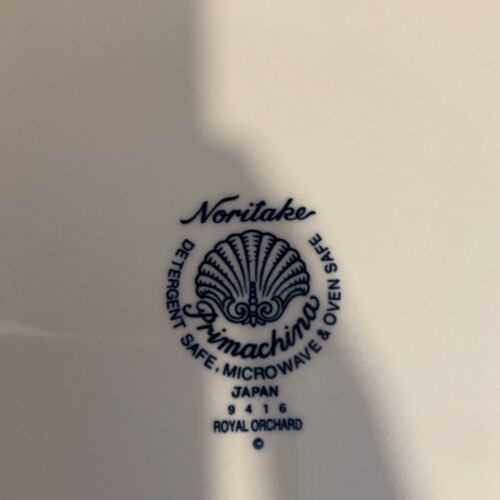 Noritake
Primachina
DETERGENT SAFE, MICROWAVE & OVEN SAFE
JAPAN
9416
ROYAL ORCHARD
©